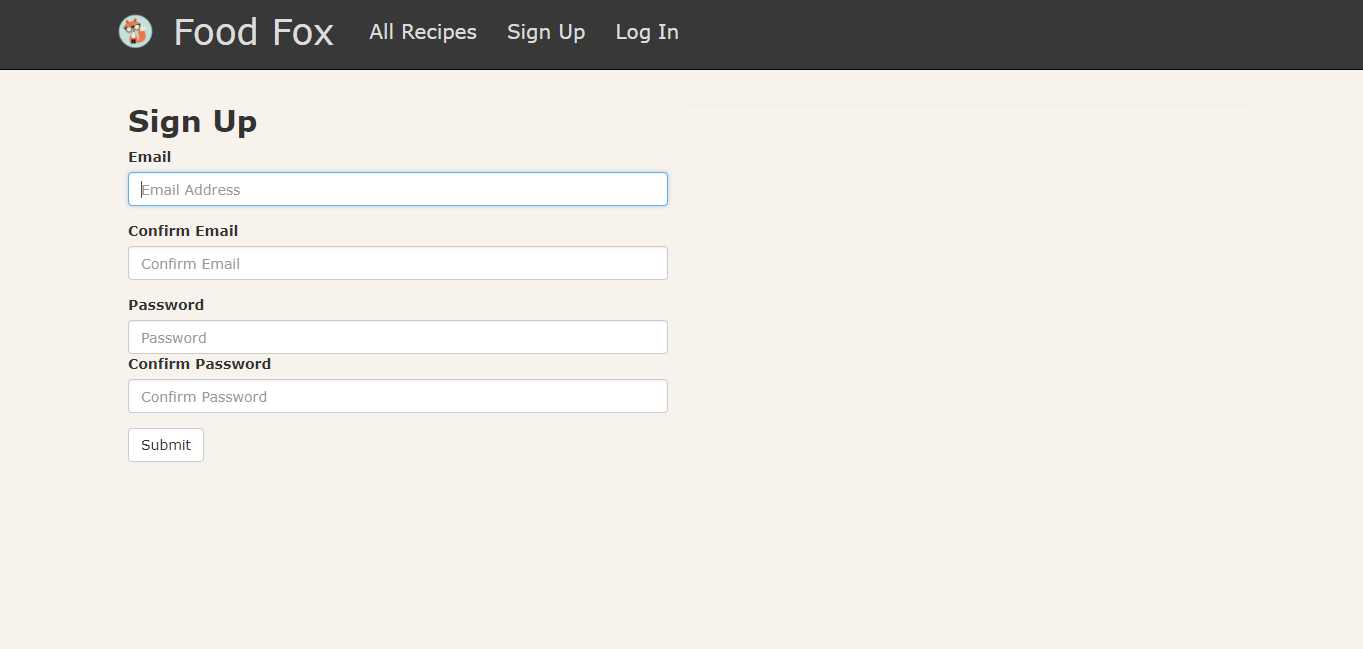 Food Fox All Recipes Sign Up Log In
Sign Up
Email
Email Address
Confirm Email
Confirm Email
Password
Password
Confirm Password
Confirm Password
Submit